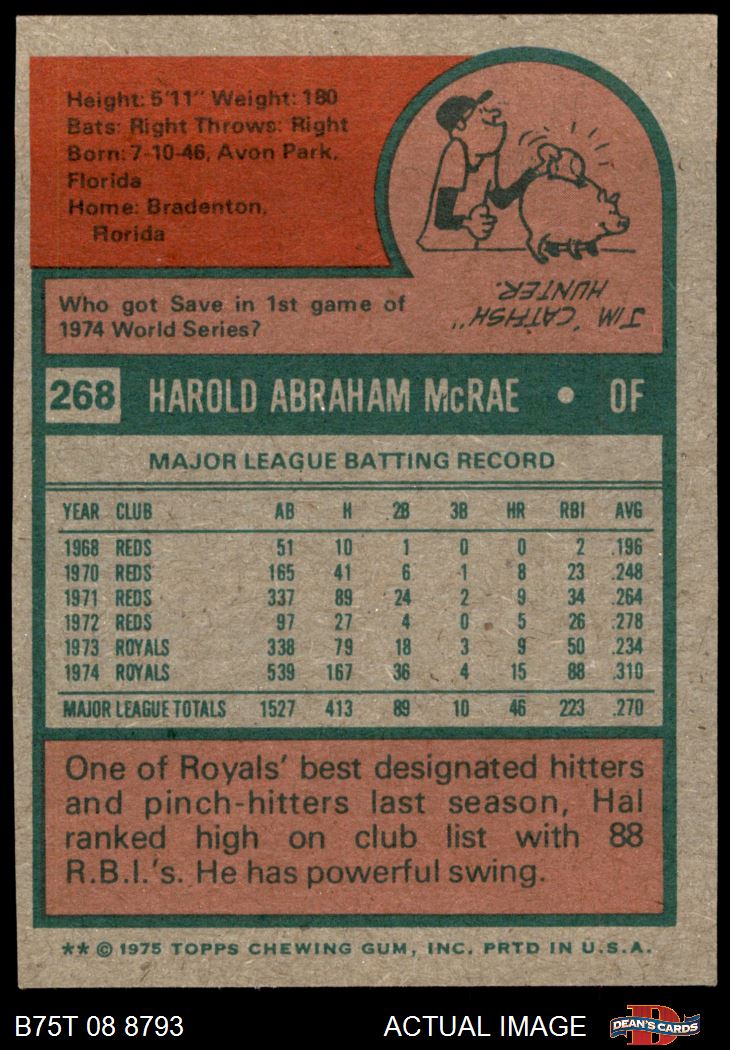 Height: 5'11" Weight: 180
Bats: Right Throws: Right
Born: 7-10-46, Avon Park,
Florida
Home: Bradenton,
Rorida
Who got Save in 1st game of
1974 World Series?
JIM "CATFISH"
HUNTER.
268 HAROLD ABRAHAM McRAE • OF
MAJOR LEAGUE BATTING RECORD
YEAR CLUB AB H 2B 3B HR RBI AVG
1968 REDS 51 10 1 0 0 2 .196
1970 REDS 165 41 6 1 8 23 .248
1971 REDS 337 89 24 2 9 34 .264
1972 REDS 97 27 4 0 5 26 .278
1973 ROYALS 338 79 18 3 9 50 .234
1974 ROYALS 539 167 36 4 15 88 .310
MAJOR LEAGUE TOTALS 1527 413 89 10 46 223 .270
One of Royals' best designated hitters
and pinch-hitters last season, Hal
ranked high on club list with 88
R.B.I.'s. He has powerful swing.
** © 1975 TOPPS CHEWING GUM, INC. PRTD IN U.S.A.
B75T 08 8793 ACTUAL IMAGE
D
DEAN'S CARDS